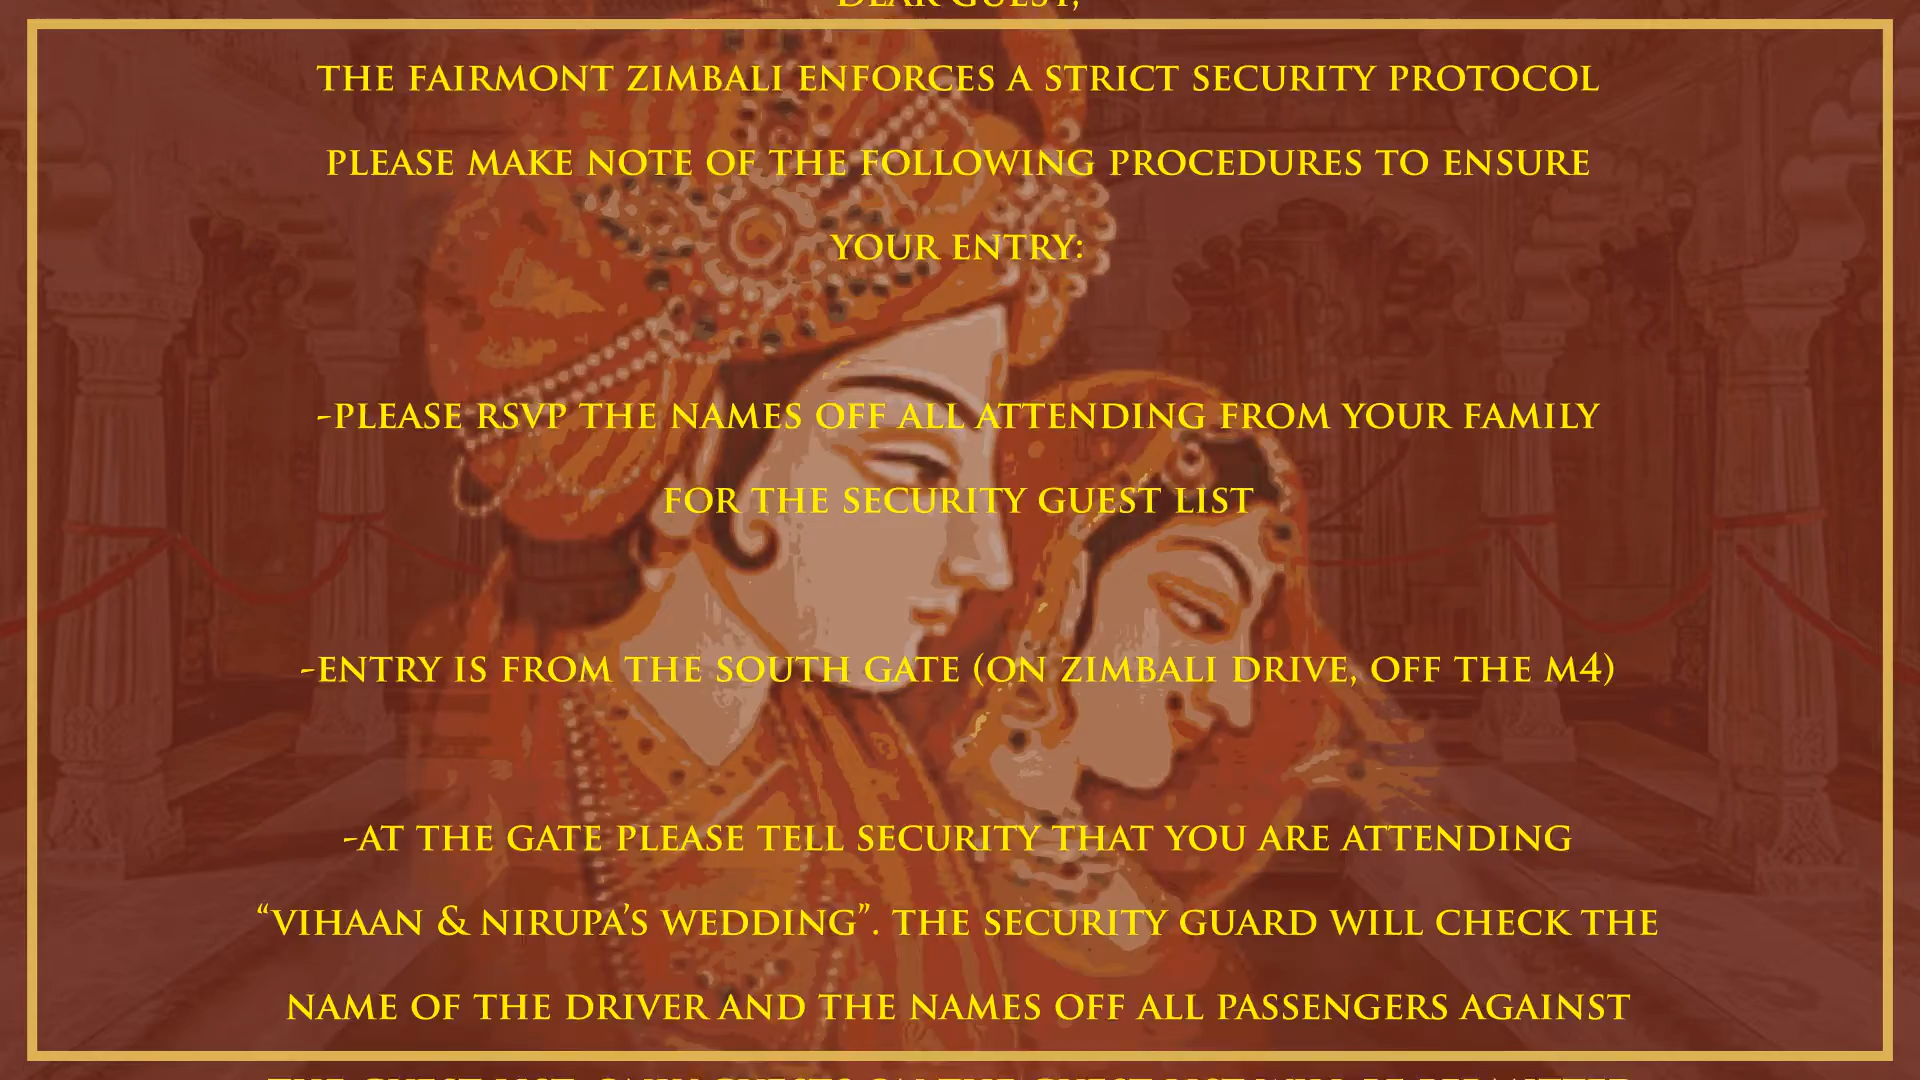 DEAR GUEST,
THE FAIRMONT ZIMBALI ENFORCES A STRICT SECURITY PROTOCOL
PLEASE MAKE NOTE OF THE FOLLOWING PROCEDURES TO ENSURE
YOUR ENTRY:
-PLEASE RSVP THE NAMES OFF ALL ATTENDING FROM YOUR FAMILY
FOR THE SECURITY GUEST LIST
-ENTRY IS FROM THE SOUTH GATE (ON ZIMBALI DRIVE, OFF THE M4)
-AT THE GATE PLEASE TELL SECURITY THAT YOU ARE ATTENDING
“VIHAAN & NIRUPA’S WEDDING”. THE SECURITY GUARD WILL CHECK THE
NAME OF THE DRIVER AND THE NAMES OFF ALL PASSENGERS AGAINST